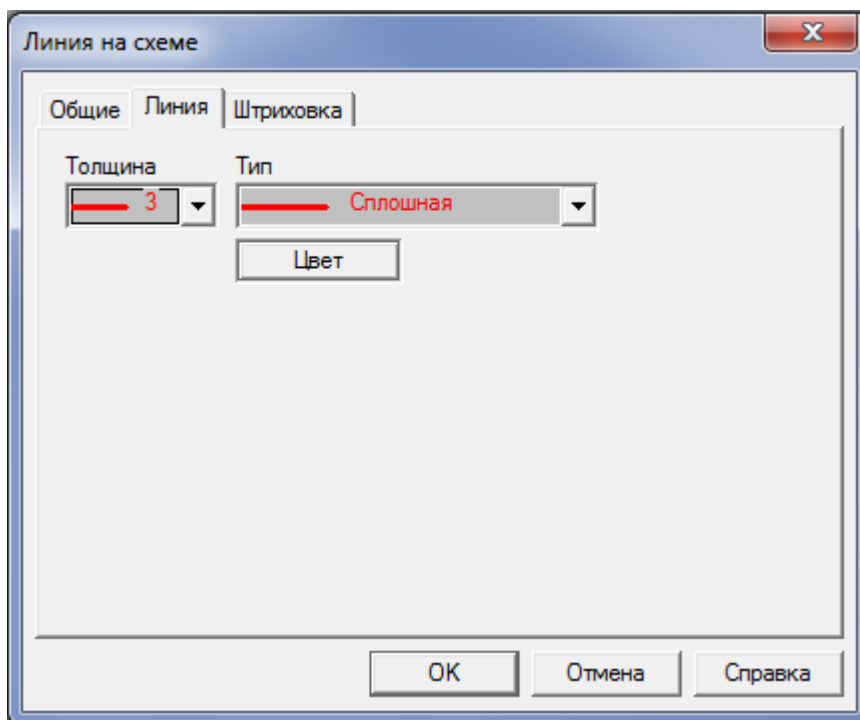 Линия на схеме
Общие Линия Штриховка
Толщина Тип
3 Сплошная
Цвет
OK Отмена Справка